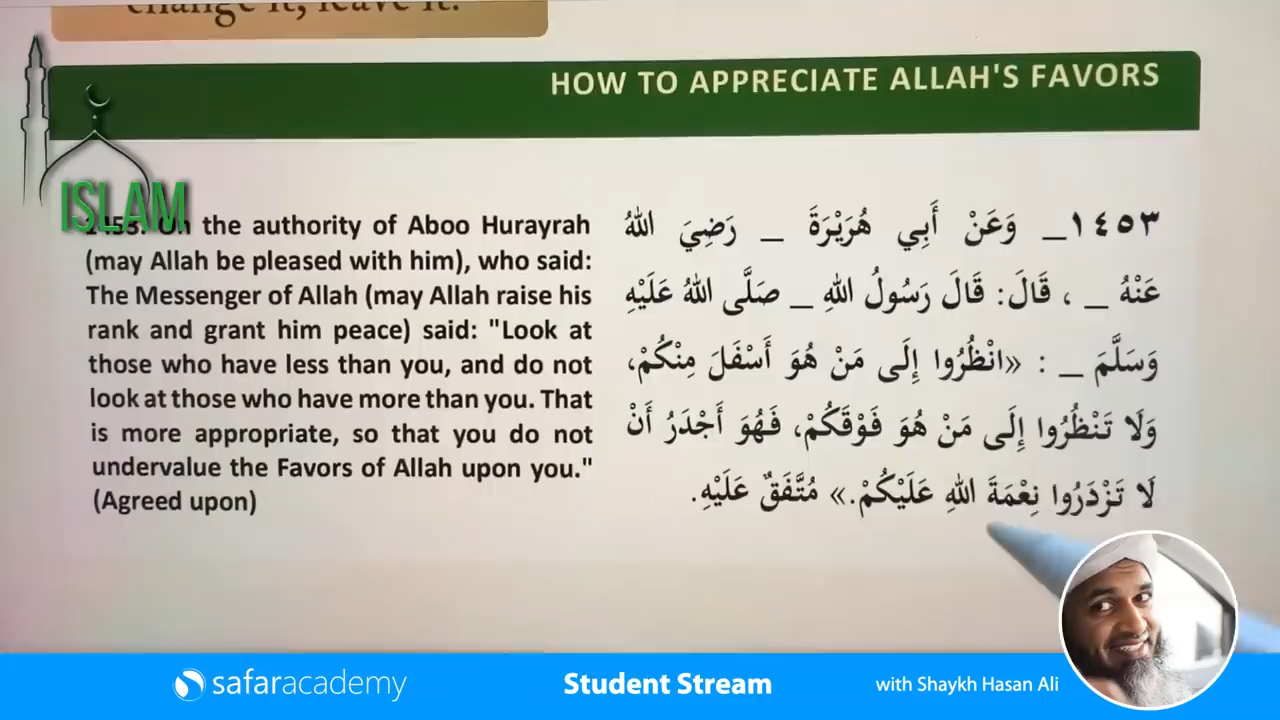 change it, leave it.
HOW TO APPRECIATE ALLAH'S FAVORS
ISLAM
the authority of Aboo Hurayrah
(may Allah be pleased with him), who said:
The Messenger of Allah (may Allah raise his
rank and grant him peace) said: "Look at
those who have less than you, and do not
look at those who have more than you. That
is more appropriate, so that you do not
undervalue the Favors of Allah upon you."
(Agreed upon)
١٤٥٣_ وَعَنْ أَبِي هُرَيْرَةَ _ رَضِيَ اللهُ
عَنْهُ _ ، قَالَ: قَالَ رَسُولُ اللهِ _ صَلَّى اللهُ عَلَيْهِ
وَسَلَّمَ _ : «انْظُرُوا إِلَى مَنْ هُوَ أَسْفَلَ مِنْكُمْ،
وَلَا تَنْظُرُوا إِلَى مَنْ هُوَ فَوْقَكُمْ، فَهُوَ أَجْدَرُ أَنْ
لَا تَزْدَرُوا نِعْمَةَ اللهِ عَلَيْكُمْ.» مُتَّفَقٌ عَلَيْهِ.
safaracademy
Student Stream
with Shaykh Hasan Ali